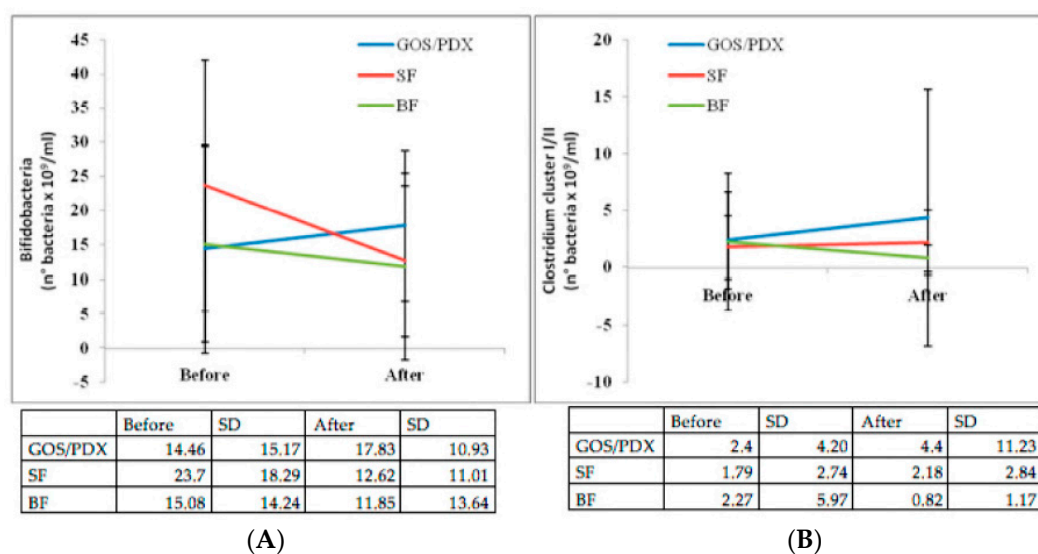 45
40
35
30
25
20
15
10
5
0
-5
Bifidobacteria
(n° bacteria x 10⁹/ml)
GOS/PDX
SF
BF
Before After
Before SD After SD
GOS/PDX 14.46 15.17 17.83 10.93
SF 23.7 18.29 12.62 11.01
BF 15.08 14.24 11.85 13.64
(A)
20
15
10
5
0
-5
-10
Clostridium cluster I/II
(n° bacteria x 10⁹/ml)
GOS/PDX
SF
BF
Before After
Before SD After SD
GOS/PDX 2.4 4.20 4.4 11.23
SF 1.79 2.74 2.18 2.84
BF 2.27 5.97 0.82 1.17
(B)